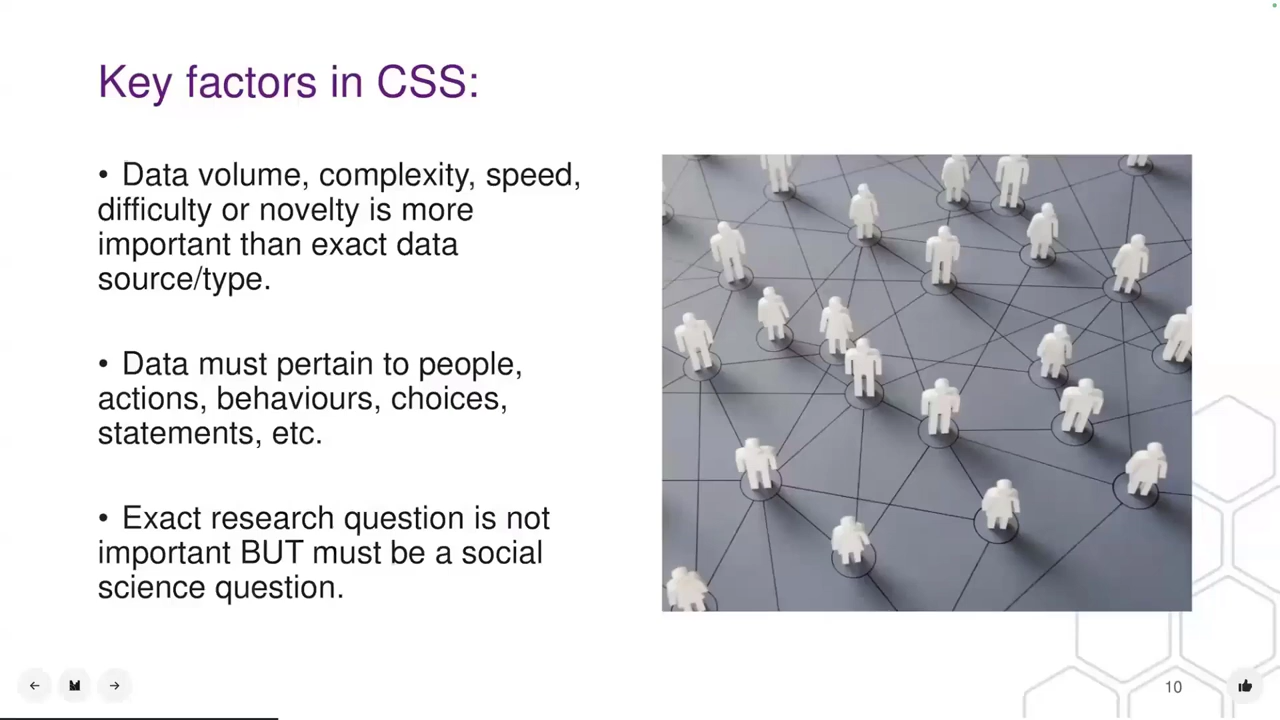 Key factors in CSS:
• Data volume, complexity, speed,
difficulty or novelty is more
important than exact data
source/type.
• Data must pertain to people,
actions, behaviours, choices,
statements, etc.
• Exact research question is not
important BUT must be a social
science question.
10